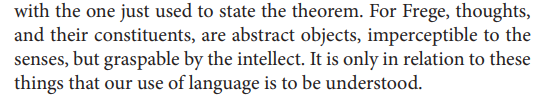 with the one just used to state the theorem. For Frege, thoughts,
and their constituents, are abstract objects, imperceptible to the
senses, but graspable by the intellect. It is only in relation to these
things that our use of language is to be understood.